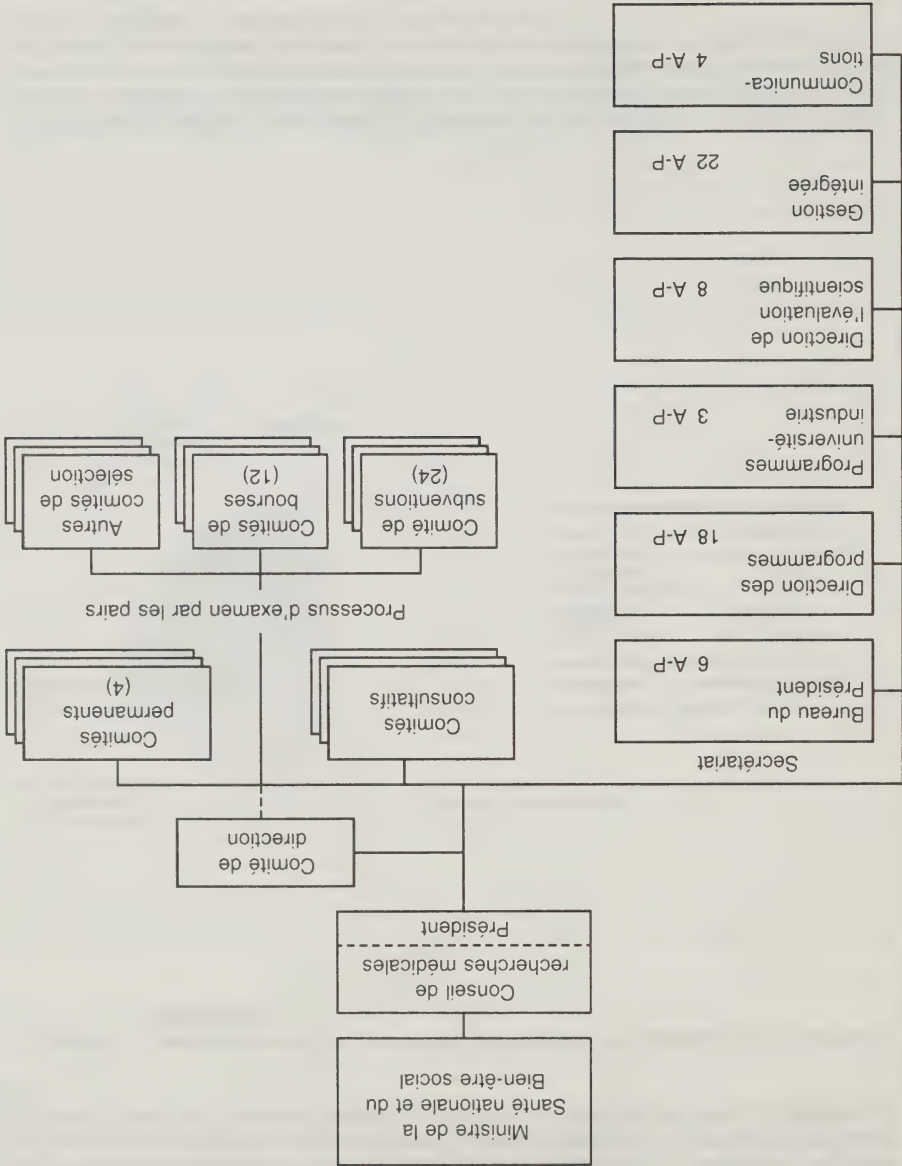 Ministre de la
Santé nationale et du
Bien-être social
Conseil de
recherches médicales
Président
Comité de
direction
Secrétariat
Bureau du
Président
6 A-P
Comités
consultatifs
Comités
permanents
(4)
Processus d'examen par les pairs
Direction des
programmes
18 A-P
Comité de
subventions
(24)
Comités de
bourses
(12)
Autres
comités de
sélection
Programmes
université-
industrie
3 A-P
Direction de
l'évaluation
scientifique
8 A-P
Gestion
intégrée
22 A-P
Communica-
tions
4 A-P